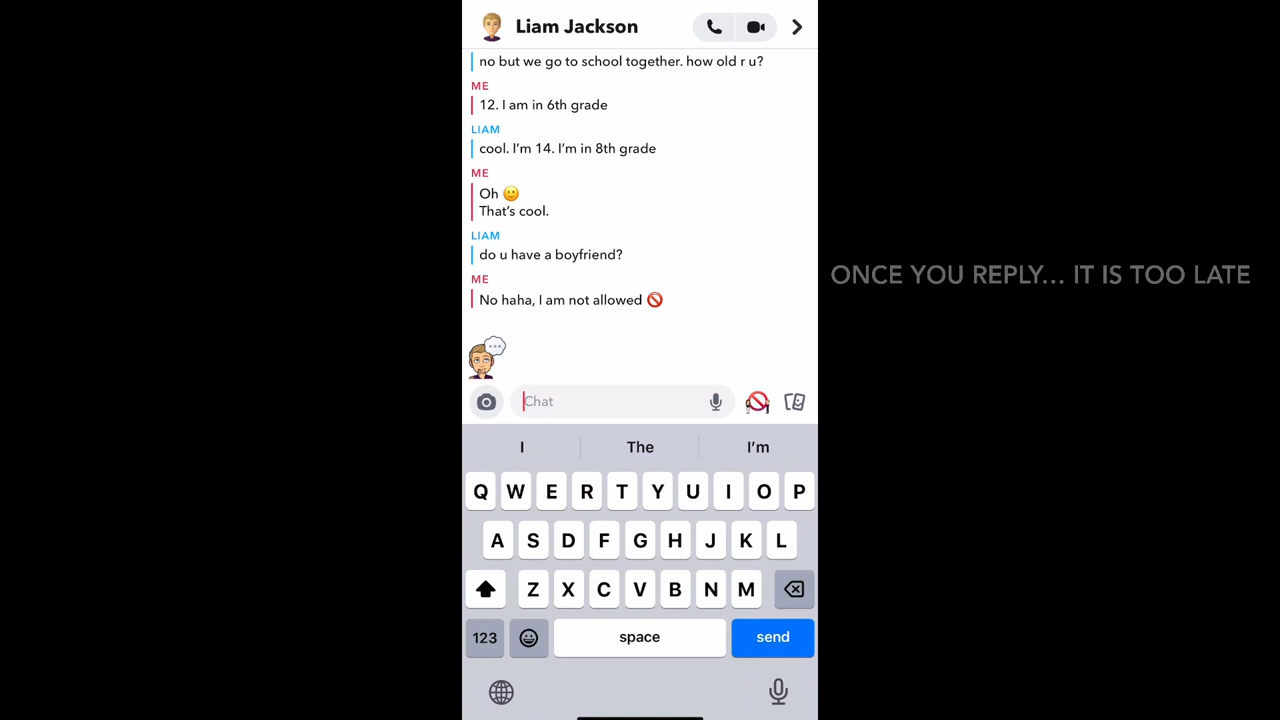 Liam Jackson
no but we go to school together. how old r u?
ME
12. I am in 6th grade
LIAM
cool. I'm 14. I'm in 8th grade
ME
Oh 🙂
That's cool.
LIAM
do u have a boyfriend?
ME
No haha, I am not allowed 🚫
Chat
I The I'm
Q W E R T Y U I O P
A S D F G H J K L
Z X C V B N M
123 space send
ONCE YOU REPLY... IT IS TOO LATE